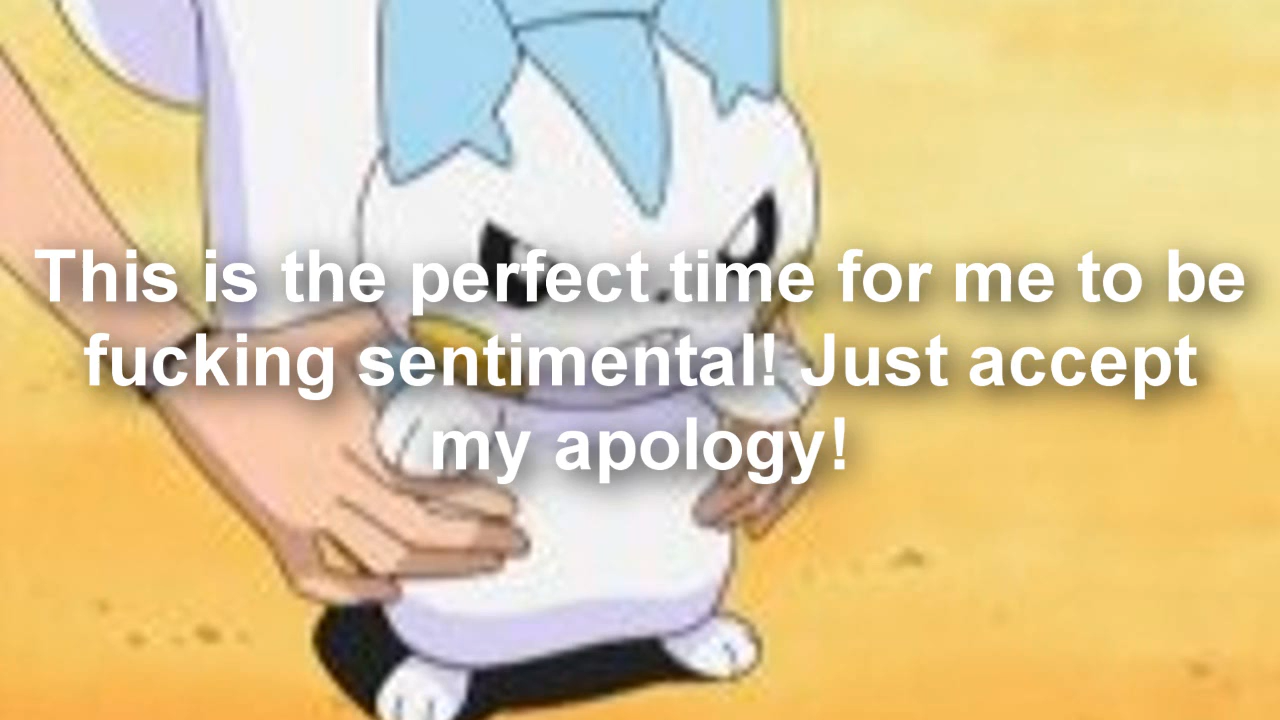 This is the perfect time for me to be
fucking sentimental! Just accept
my apology!